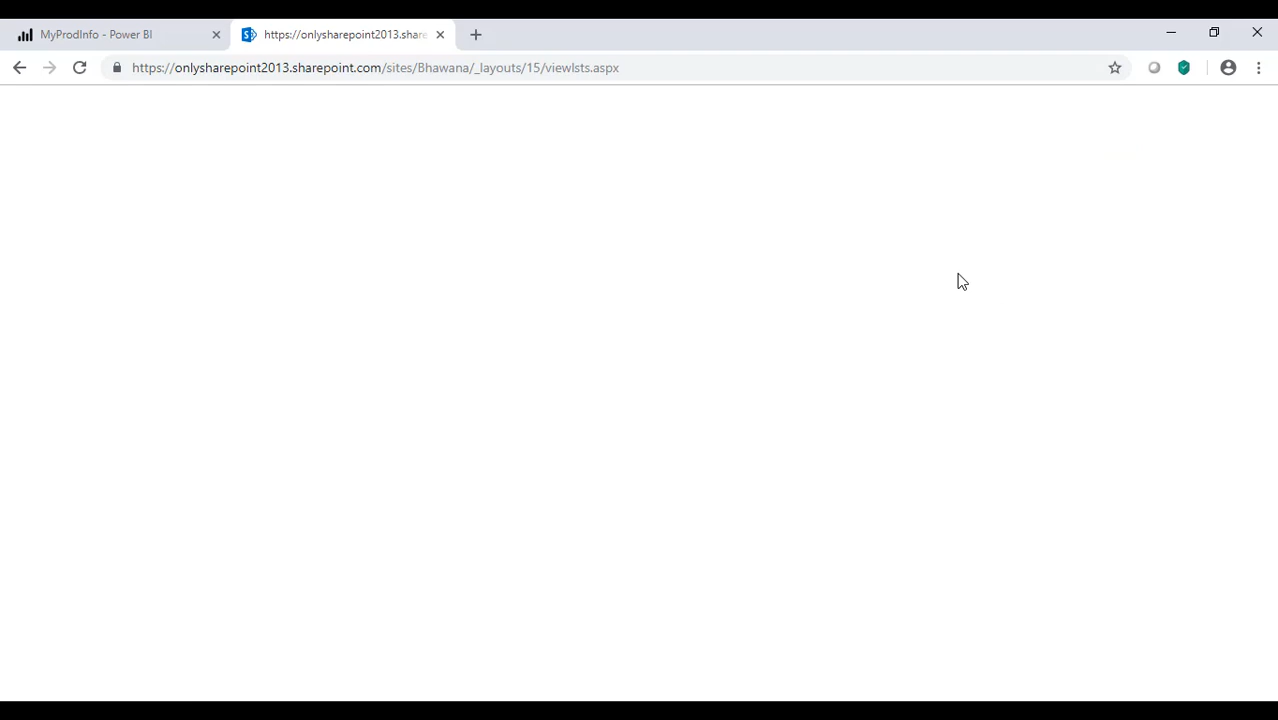 MyProdInfo - Power BI
https://onlysharepoint2013.share
https://onlysharepoint2013.sharepoint.com/sites/Bhawana/_layouts/15/viewlsts.aspx